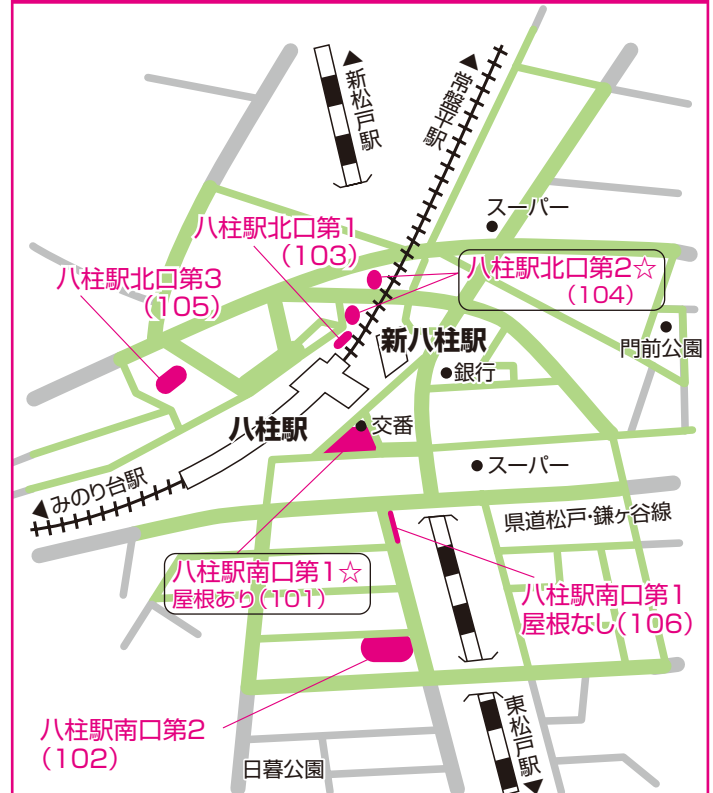 新松戸駅
常盤平駅
スーパー
八柱駅北口第1
(103)
八柱駅北口第2☆
(104)
八柱駅北口第3
(105)
新八柱駅
門前公園
銀行
八柱駅
交番
スーパー
みのり台駅
県道松戸・鎌ヶ谷線
八柱駅南口第1☆
屋根あり(101)
八柱駅南口第1
屋根なし(106)
八柱駅南口第2
(102)
東松戸駅
日暮公園